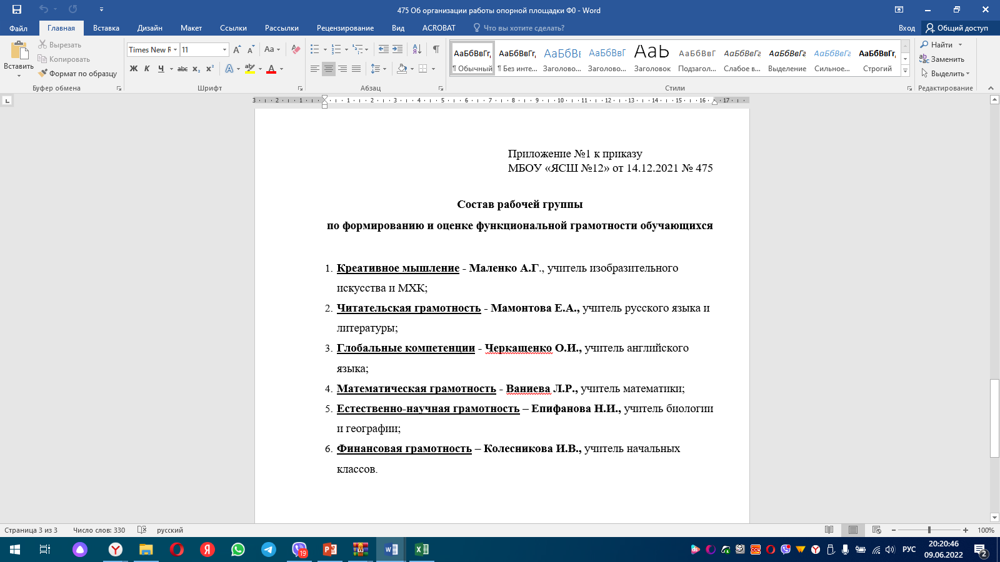 475 Об организации работы опорной площадки Ф0 - Word
Файл Главная Вставка Дизайн Макет Ссылки Рассылки Рецензирование Вид ACROBAT Что вы хотите сделать? Вход Общий доступ
Вставить
Вырезать
Копировать
Формат по образцу
Буфер обмена
Times New R 11
Ж К Ч abc x₂ x²
Шрифт
Абзац
АаБбВвГг, АаБбВвГг, АаБбВв АаБбВвГ АаБ АаБбВвГ АаБбВвГг АаБбВвГг АаБбВвГг АаБбВвГг,
¶ Обычный ¶ Без инте... Заголово... Заголово... Заголовок Подзагол... Слабое в... Выделение Сильное... Строгий
Стили
Найти
Заменить
Выделить
Редактирование
3 2 1 1 2 3 4 5 6 7 8 9 10 11 12 13 14 15 16 17
Приложение №1 к приказу
МБОУ «ЯСШ №12» от 14.12.2021 № 475
Состав рабочей группы
по формированию и оценке функциональной грамотности обучающихся
1. Креативное мышление - Маленко А.Г., учитель изобразительного
искусства и МХК;
2. Читательская грамотность - Мамонтова Е.А., учитель русского языка и
литературы;
3. Глобальные компетенции - Черкащенко О.И., учитель английского
языка;
4. Математическая грамотность - Ваниева Л.Р., учитель математики;
5. Естественно-научная грамотность – Епифанова Н.И., учитель биологии
и географии;
6. Финансовая грамотность – Колесникова И.В., учитель начальных
классов.
Страница 3 из 3 Число слов: 330 русский 100%
19
РУС
20:20:46
09.06.2022
2